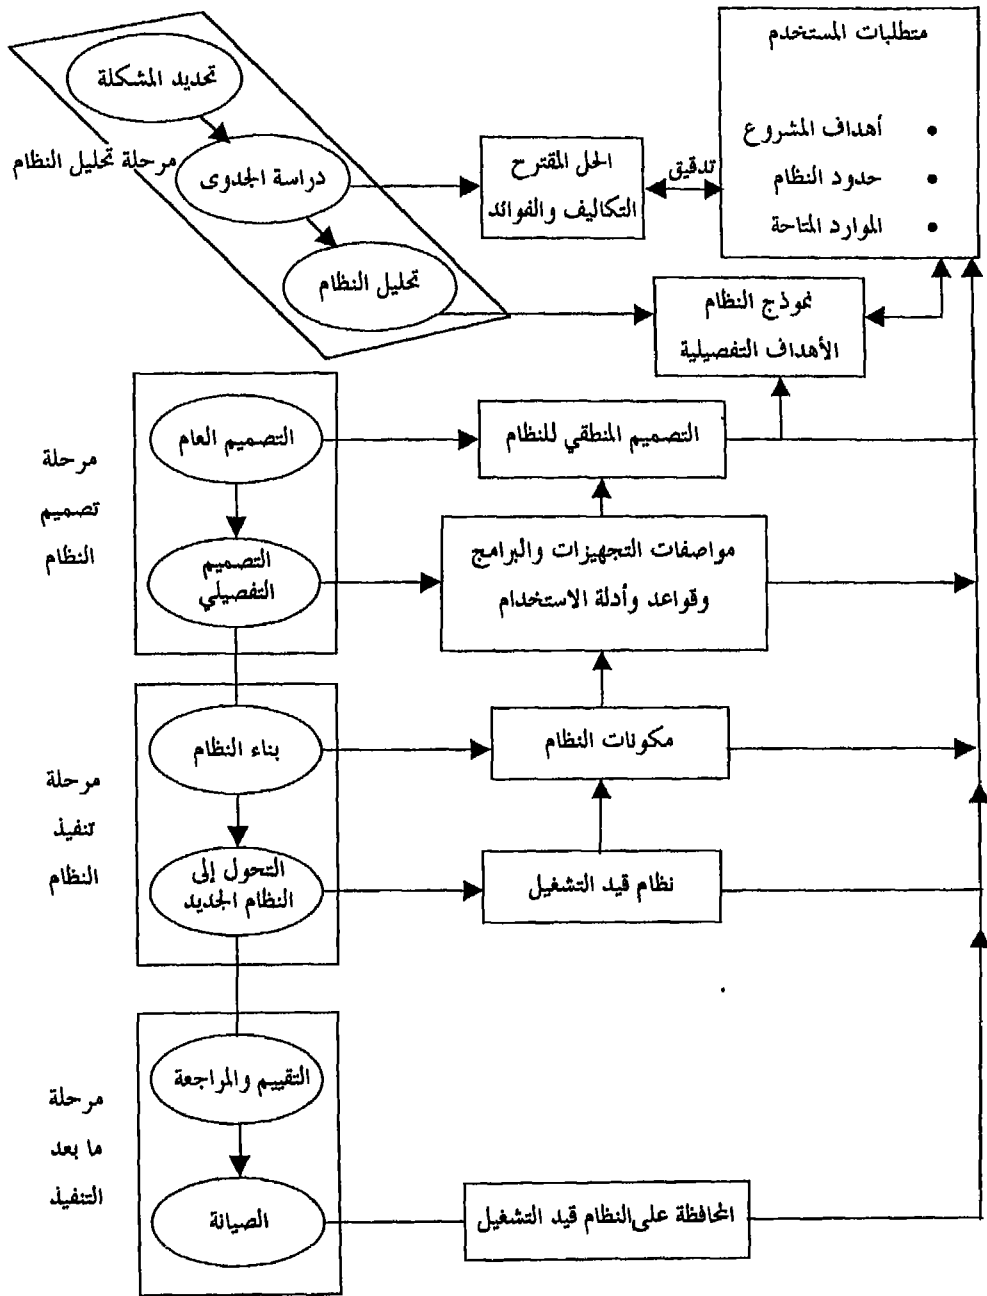 متطلبات المستخدم
• أهداف المشروع
• حدود النظام
• الموارد المتاحة
تدقيق
الحل المقترح
التكاليف والفوائد
تحديد المشكلة
دراسة الجدوى
تحليل النظام
مرحلة تحليل النظام
نموذج النظام
الأهداف التفصيلية
مرحلة
تصميم
النظام
التصميم العام
التصميم
التفصيلي
التصميم المنطقي للنظام
مواصفات التجهيزات والبرامج
وقواعد وأدلة الاستخدام
مرحلة
تنفيذ
النظام
بناء النظام
التحول إلى
النظام الجديد
مكونات النظام
نظام قيد التشغيل
مرحلة
ما بعد
التنفيذ
التقييم والمراجعة
الصيانة
المحافظة على النظام قيد التشغيل